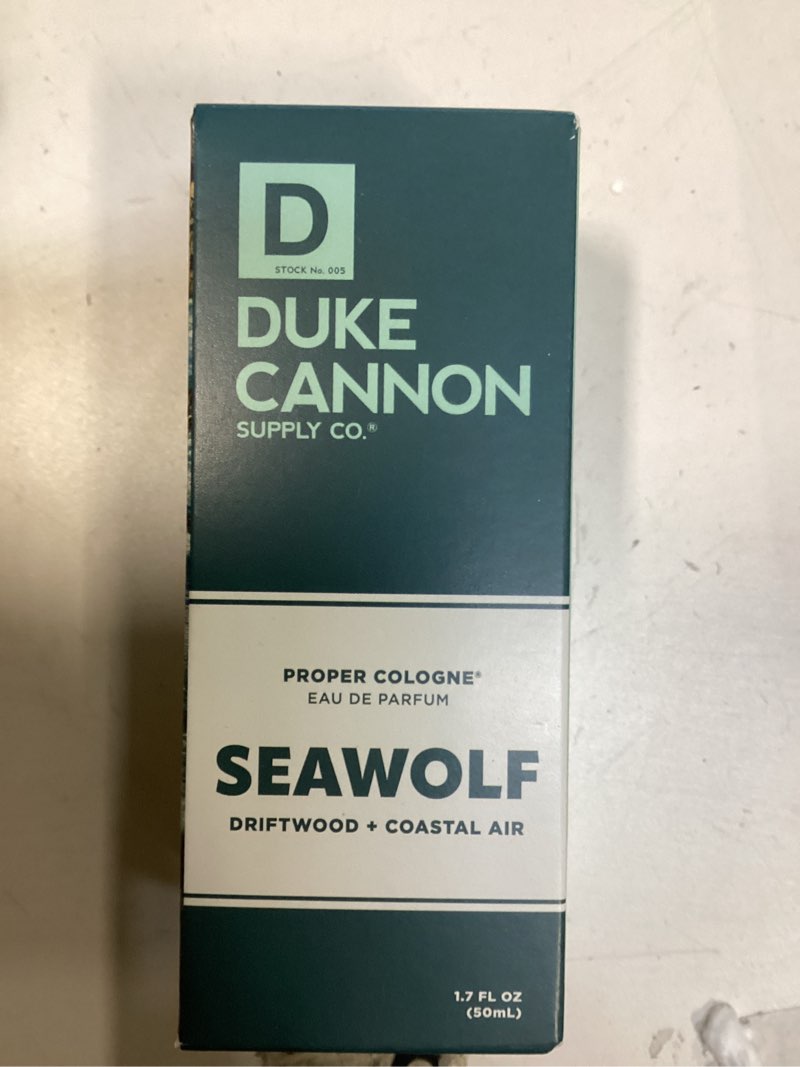 D
STOCK No. 005
DUKE
CANNON
SUPPLY CO.®
PROPER COLOGNE®
EAU DE PARFUM
SEAWOLF
DRIFTWOOD + COASTAL AIR
1.7 FL OZ
(50mL)